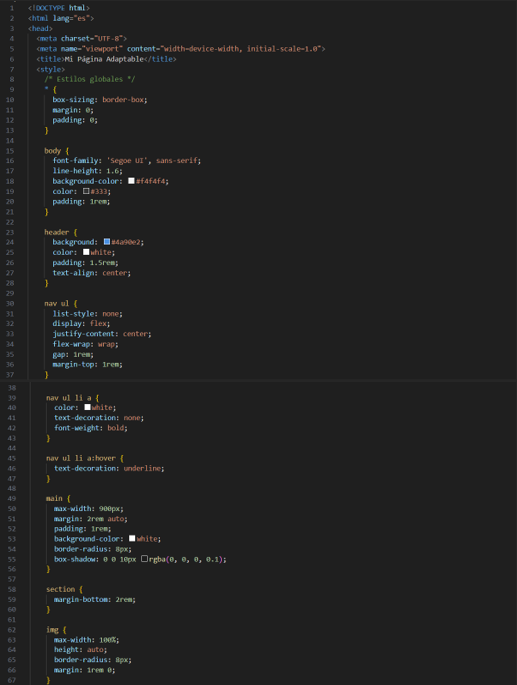 1 <!DOCTYPE html>
2 <html lang="es">
3 <head>
4 <meta charset="UTF-8">
5 <meta name="viewport" content="width=device-width, initial-scale=1.0">
6 <title>Mi Página Adaptable</title>
7 <style>
8 /* Estilos globales */
9 * {
10 box-sizing: border-box;
11 margin: 0;
12 padding: 0;
13 }
14
15 body {
16 font-family: 'Segoe UI', sans-serif;
17 line-height: 1.6;
18 background-color: #f4f4f4;
19 color: #333;
20 padding: 1rem;
21 }
22
23 header {
24 background: #4a90e2;
25 color: white;
26 padding: 1.5rem;
27 text-align: center;
28 }
29
30 nav ul {
31 list-style: none;
32 display: flex;
33 justify-content: center;
34 flex-wrap: wrap;
35 gap: 1rem;
36 margin-top: 1rem;
37 }
38
39 nav ul li a {
40 color: white;
41 text-decoration: none;
42 font-weight: bold;
43 }
44
45 nav ul li a:hover {
46 text-decoration: underline;
47 }
48
49 main {
50 max-width: 900px;
51 margin: 2rem auto;
52 padding: 1rem;
53 background-color: white;
54 border-radius: 8px;
55 box-shadow: 0 0 10px rgba(0, 0, 0, 0.1);
56 }
57
58 section {
59 margin-bottom: 2rem;
60 }
61
62 img {
63 max-width: 100%;
64 height: auto;
65 border-radius: 8px;
66 margin: 1rem 0;
67 }